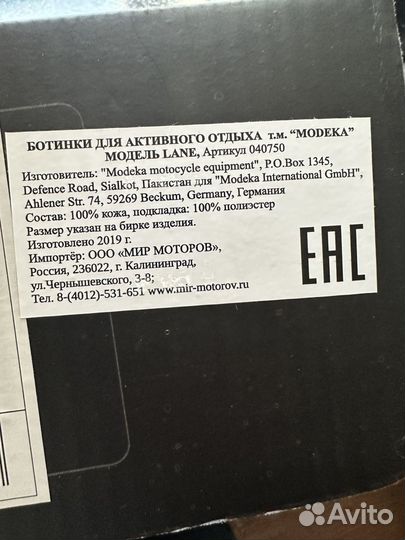 БОТИНКИ ДЛЯ АКТИВНОГО ОТДЫХА т.м. “MODEKA”
МОДЕЛЬ LANE, Артикул 040750
Изготовитель: "Modeka motocycle equipment", P.O.Box 1345,
Defence Road, Sialkot, Пакистан для "Modeka International GmbH",
Ahlener Str. 74, 59269 Beckum, Germany, Германия
Состав: 100% кожа, подкладка: 100% полиэстер
Размер указан на бирке изделия.
Изготовлено 2019 г.
Импортёр: ООО «МИР МОТОРОВ»,
Россия, 236022, г. Калининград,
ул.Чернышевского, 3-8;
Тел. 8-(4012)-531-651 www.mir-motorov.ru
EAC
Avito